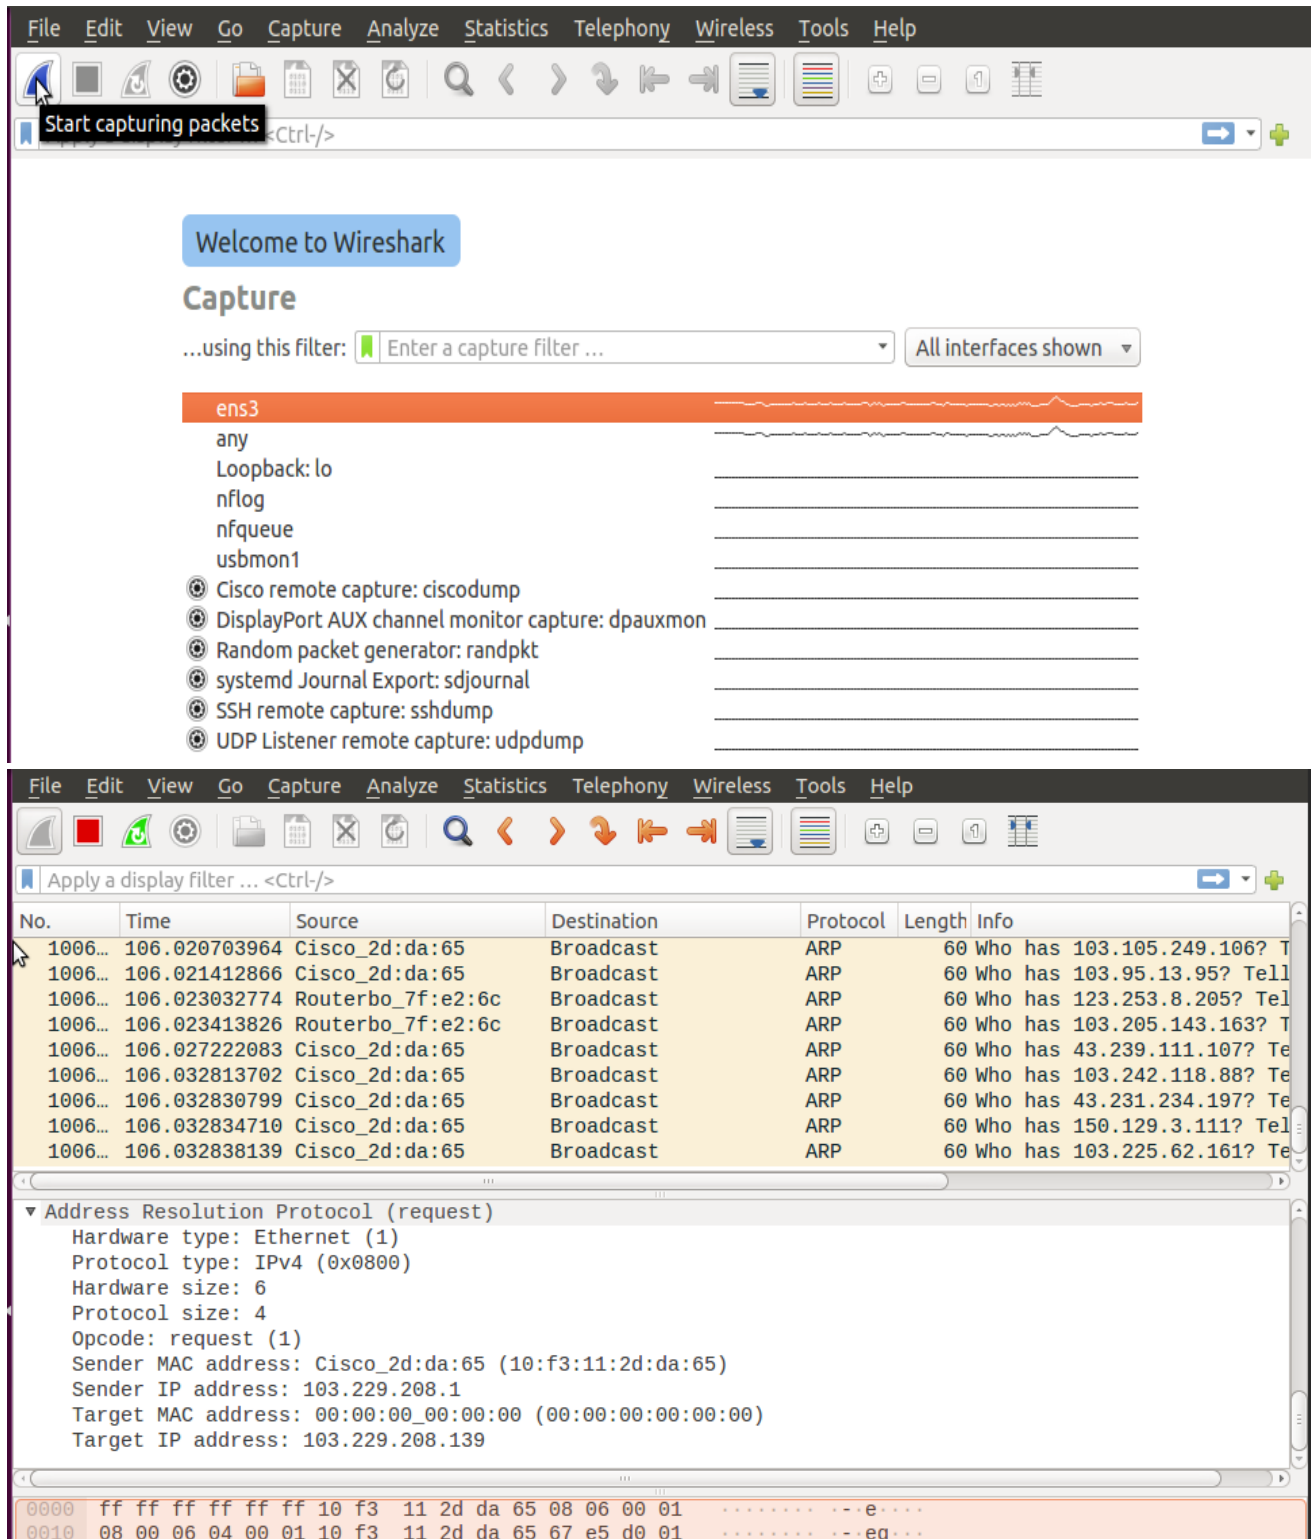 File Edit View Go Capture Analyze Statistics Telephony Wireless Tools Help
Start capturing packets
<Ctrl-/>
Welcome to Wireshark
Capture
...using this filter: Enter a capture filter ... All interfaces shown
ens3
any
Loopback: lo
nflog
nfqueue
usbmon1
Cisco remote capture: ciscodump
DisplayPort AUX channel monitor capture: dpauxmon
Random packet generator: randpkt
systemd Journal Export: sdjournal
SSH remote capture: sshdump
UDP Listener remote capture: udpdump
File Edit View Go Capture Analyze Statistics Telephony Wireless Tools Help
Apply a display filter ... <Ctrl-/>
No. Time Source Destination Protocol Length Info
1006… 106.020703964 Cisco_2d:da:65 Broadcast ARP 60 Who has 103.105.249.106? T
1006… 106.021412866 Cisco_2d:da:65 Broadcast ARP 60 Who has 103.95.13.95? Tell
1006… 106.023032774 Routerbo_7f:e2:6c Broadcast ARP 60 Who has 123.253.8.205? Tel
1006… 106.023413826 Routerbo_7f:e2:6c Broadcast ARP 60 Who has 103.205.143.163? T
1006… 106.027222083 Cisco_2d:da:65 Broadcast ARP 60 Who has 43.239.111.107? Te
1006… 106.032813702 Cisco_2d:da:65 Broadcast ARP 60 Who has 103.242.118.88? Te
1006… 106.032830799 Cisco_2d:da:65 Broadcast ARP 60 Who has 43.231.234.197? Te
1006… 106.032834710 Cisco_2d:da:65 Broadcast ARP 60 Who has 150.129.3.111? Tel
1006… 106.032838139 Cisco_2d:da:65 Broadcast ARP 60 Who has 103.225.62.161? Te
Address Resolution Protocol (request)
Hardware type: Ethernet (1)
Protocol type: IPv4 (0x0800)
Hardware size: 6
Protocol size: 4
Opcode: request (1)
Sender MAC address: Cisco_2d:da:65 (10:f3:11:2d:da:65)
Sender IP address: 103.229.208.1
Target MAC address: 00:00:00_00:00:00 (00:00:00:00:00:00)
Target IP address: 103.229.208.139
0000 ff ff ff ff ff ff 10 f3 11 2d da 65 08 06 00 01 ········ ·-·e····
0010 08 00 06 04 00 01 10 f3 11 2d da 65 67 e5 d0 01 ········ ·-·eg···